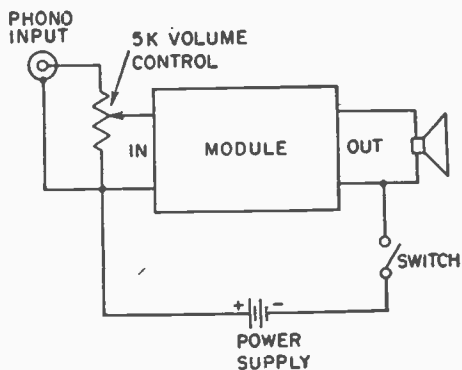 PHONO
INPUT
5K VOLUME
CONTROL
IN
MODULE
OUT
SWITCH
+
-
POWER
SUPPLY